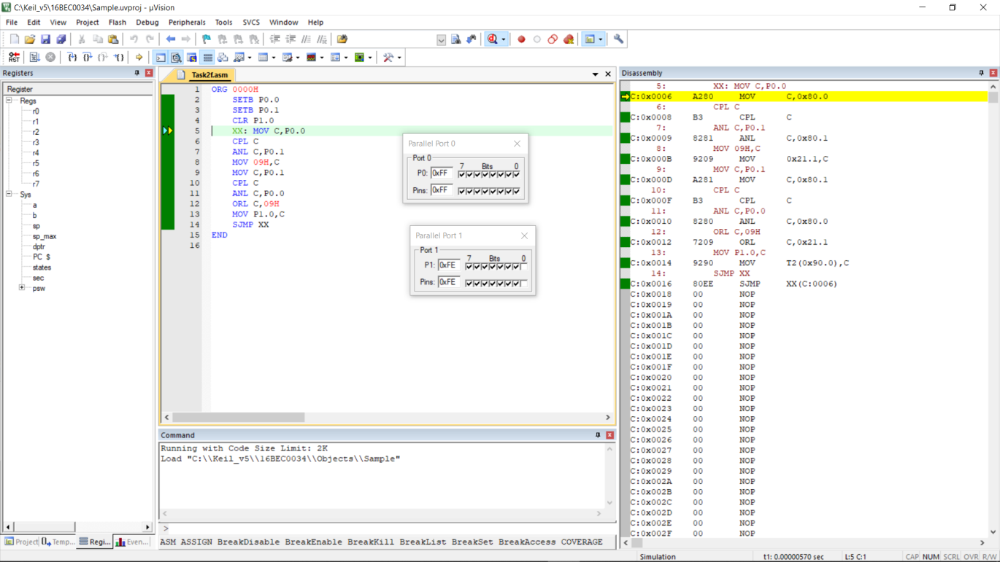 C:\Keil_v5\16BEC0034\Sample.uvproj - µVision
File Edit View Project Flash Debug Peripherals Tools SVCS Window Help
RST
Registers
Register
Regs
r0
r1
r2
r3
r4
r5
r6
r7
Sys
a
b
sp
sp_max
dptr
PC $
states
sec
psw
Project Temp... Regi... Even...
Task2f.asm
1 ORG 0000H
2 SETB P0.0
3 SETB P0.1
4 CLR P1.0
5 XX: MOV C,P0.0
6 CPL C
7 ANL C,P0.1
8 MOV 09H,C
9 MOV C,P0.1
10 CPL C
11 ANL C,P0.0
12 ORL C,09H
13 MOV P1.0,C
14 SJMP XX
15 END
16
Parallel Port 0
Port 0
7 Bits 0
P0: 0xFF
Pins: 0xFF
Parallel Port 1
Port 1
7 Bits 0
P1: 0xFE
Pins: 0xFE
Command
Running with Code Size Limit: 2K
Load "C:\\Keil_v5\\16BEC0034\\Objects\\Sample"
>
ASM ASSIGN BreakDisable BreakEnable BreakKill BreakList BreakSet BreakAccess COVERAGE
Disassembly
5: XX: MOV C,P0.0
C:0x0006 A280 MOV C,0x80.0
6: CPL C
C:0x0008 B3 CPL C
7: ANL C,P0.1
C:0x0009 8281 ANL C,0x80.1
8: MOV 09H,C
C:0x000B 9209 MOV 0x21.1,C
9: MOV C,P0.1
C:0x000D A281 MOV C,0x80.1
10: CPL C
C:0x000F B3 CPL C
11: ANL C,P0.0
C:0x0010 8280 ANL C,0x80.0
12: ORL C,09H
C:0x0012 7209 ORL C,0x21.1
13: MOV P1.0,C
C:0x0014 9290 MOV T2(0x90.0),C
14: SJMP XX
C:0x0016 80EE SJMP XX(C:0006)
C:0x0018 00 NOP
C:0x0019 00 NOP
C:0x001A 00 NOP
C:0x001B 00 NOP
C:0x001C 00 NOP
C:0x001D 00 NOP
C:0x001E 00 NOP
C:0x001F 00 NOP
C:0x0020 00 NOP
C:0x0021 00 NOP
C:0x0022 00 NOP
C:0x0023 00 NOP
C:0x0024 00 NOP
C:0x0025 00 NOP
C:0x0026 00 NOP
C:0x0027 00 NOP
C:0x0028 00 NOP
C:0x0029 00 NOP
C:0x002A 00 NOP
C:0x002B 00 NOP
C:0x002C 00 NOP
C:0x002D 00 NOP
C:0x002E 00 NOP
C:0x002F 00 NOP
Simulation t1: 0.00000570 sec L:5 C:1 CAP NUM SCRL OVR R/W